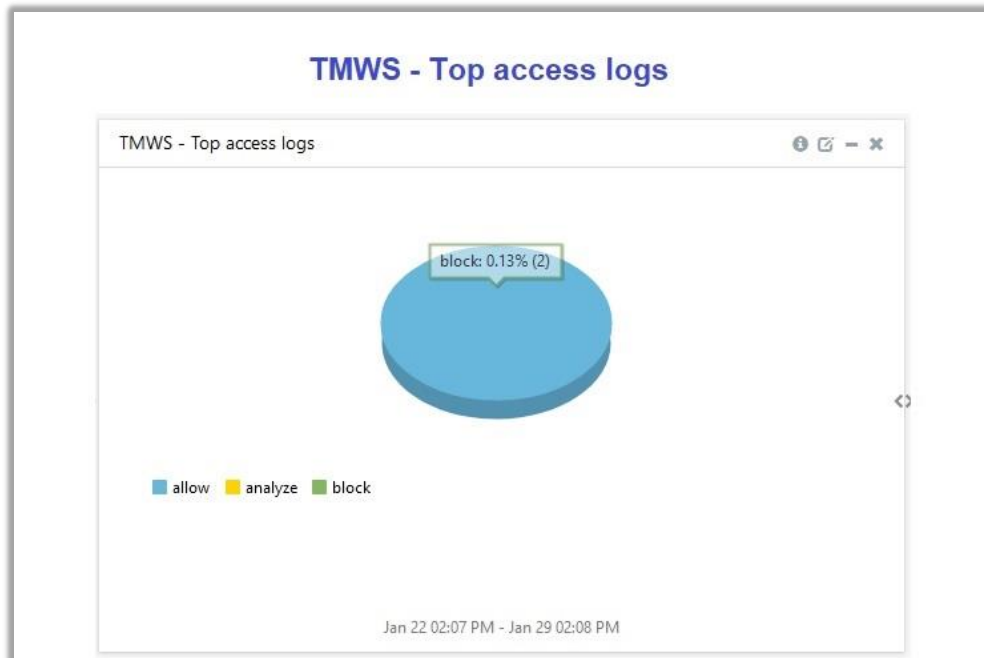 TMWS - Top access logs
TMWS - Top access logs
block: 0.13% (2)
allow analyze block
Jan 22 02:07 PM - Jan 29 02:08 PM